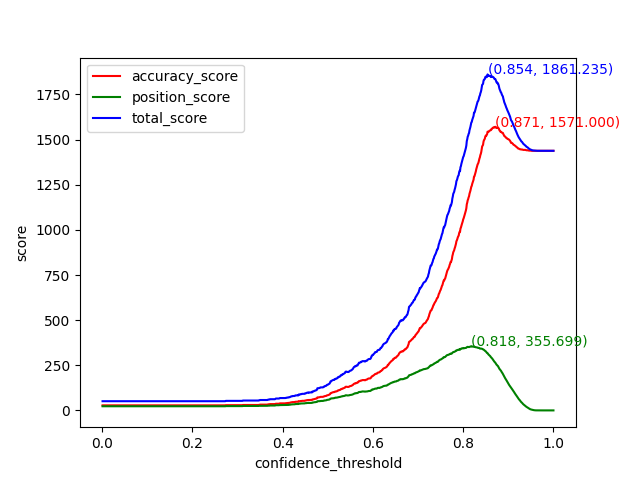 (0.854, 1861.235)
accuracy_score
position_score
total_score
(0.871, 1571.000)
(0.818, 355.699)
1750
1500
1250
1000
750
500
250
0
score
0.0 0.2 0.4 0.6 0.8 1.0
confidence_threshold